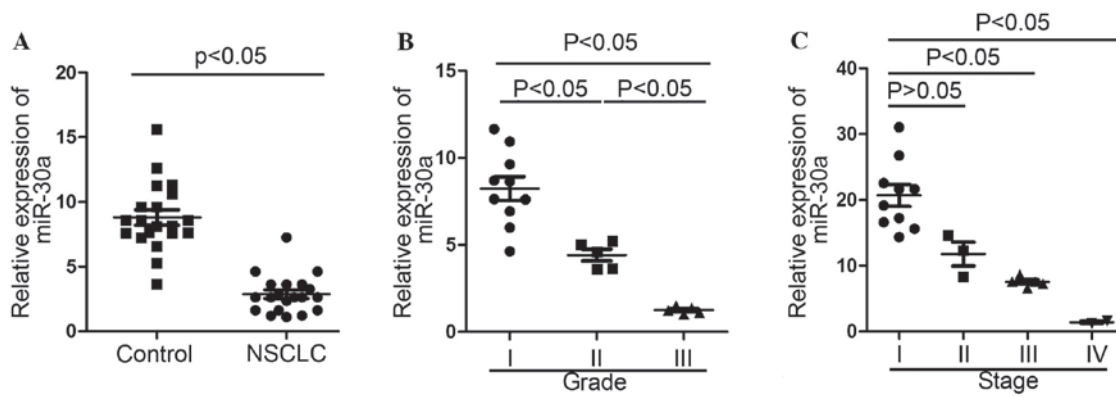 A
p<0.05
Relative expression of
miR-30a
20
15
10
5
0
Control NSCLC
B
P<0.05
P<0.05 P<0.05
Relative expression of
miR-30a
15
10
5
0
I II III
Grade
C
P<0.05
P<0.05
P>0.05
Relative expression of
miR-30a
40
30
20
10
0
I II III IV
Stage